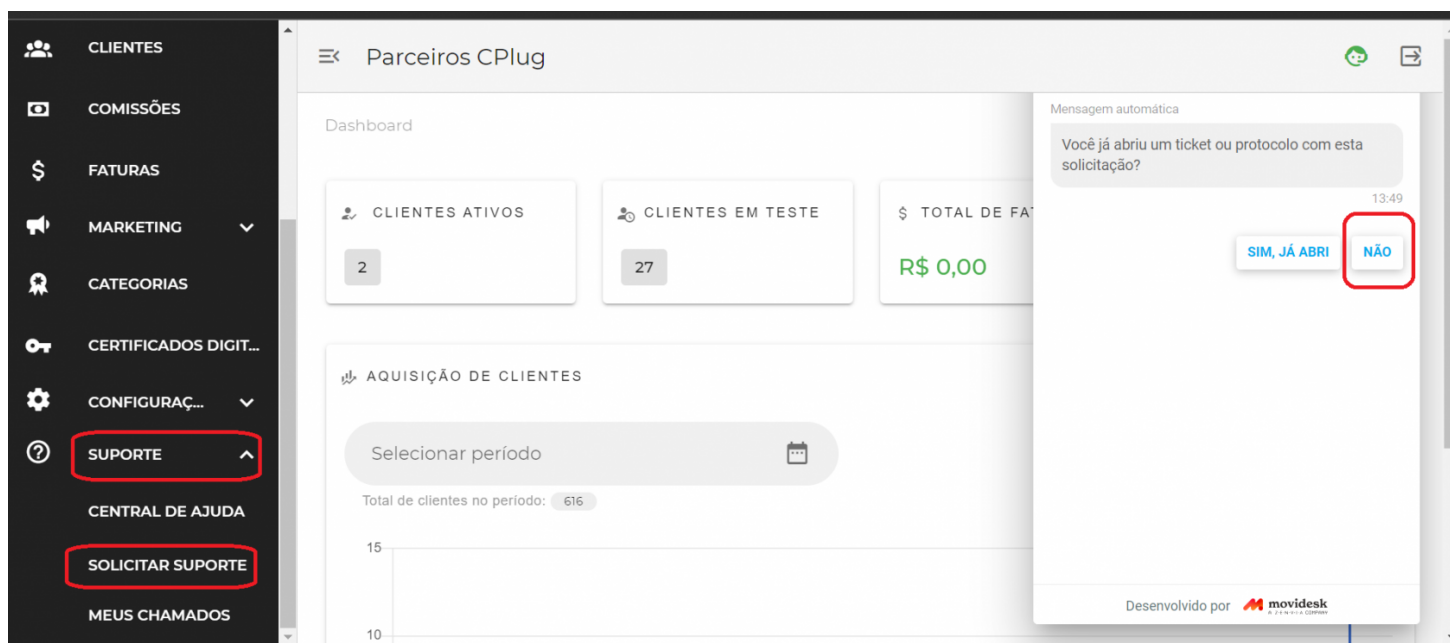 CLIENTES
COMISSÕES
FATURAS
MARKETING
CATEGORIAS
CERTIFICADOS DIGIT...
CONFIGURAÇ...
SUPORTE
CENTRAL DE AJUDA
SOLICITAR SUPORTE
MEUS CHAMADOS
Parceiros CPlug
Dashboard
CLIENTES ATIVOS
2
CLIENTES EM TESTE
27
$ TOTAL DE FA
R$ 0,00
AQUISIÇÃO DE CLIENTES
Selecionar período
Total de clientes no período: 616
15
10
Mensagem automática
Você já abriu um ticket ou protocolo com esta
solicitação?
13:49
SIM, JÁ ABRI NÃO
Desenvolvido por movidesk